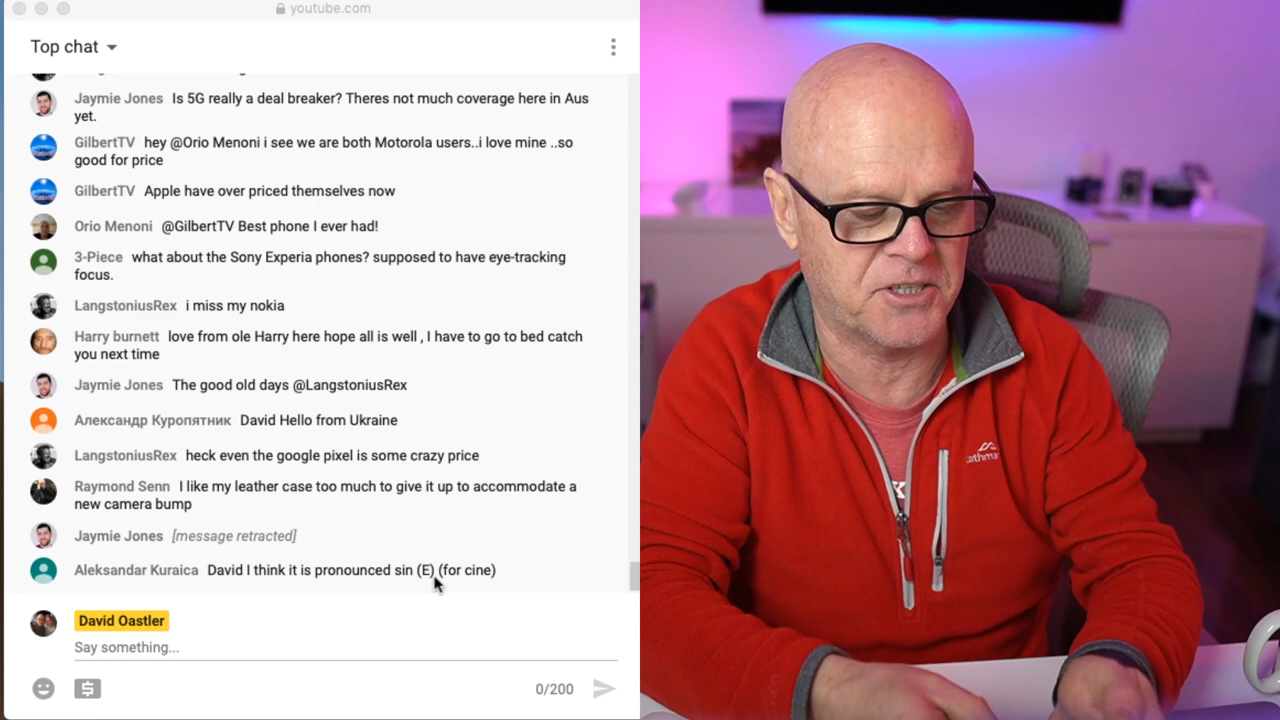 youtube.com
Top chat
Jaymie Jones Is 5G really a deal breaker? Theres not much coverage here in Aus
yet.
GilbertTV hey @Orio Menoni i see we are both Motorola users..i love mine ..so
good for price
GilbertTV Apple have over priced themselves now
Orio Menoni @GilbertTV Best phone I ever had!
3-Piece what about the Sony Experia phones? supposed to have eye-tracking
focus.
LangstoniusRex i miss my nokia
Harry burnett love from ole Harry here hope all is well , I have to go to bed catch
you next time
Jaymie Jones The good old days @LangstoniusRex
Александр Куропятник David Hello from Ukraine
LangstoniusRex heck even the google pixel is some crazy price
Raymond Senn I like my leather case too much to give it up to accommodate a
new camera bump
Jaymie Jones [message retracted]
Aleksandar Kuraica David I think it is pronounced sin (E) (for cine)
David Oastler
Say something...
0/200